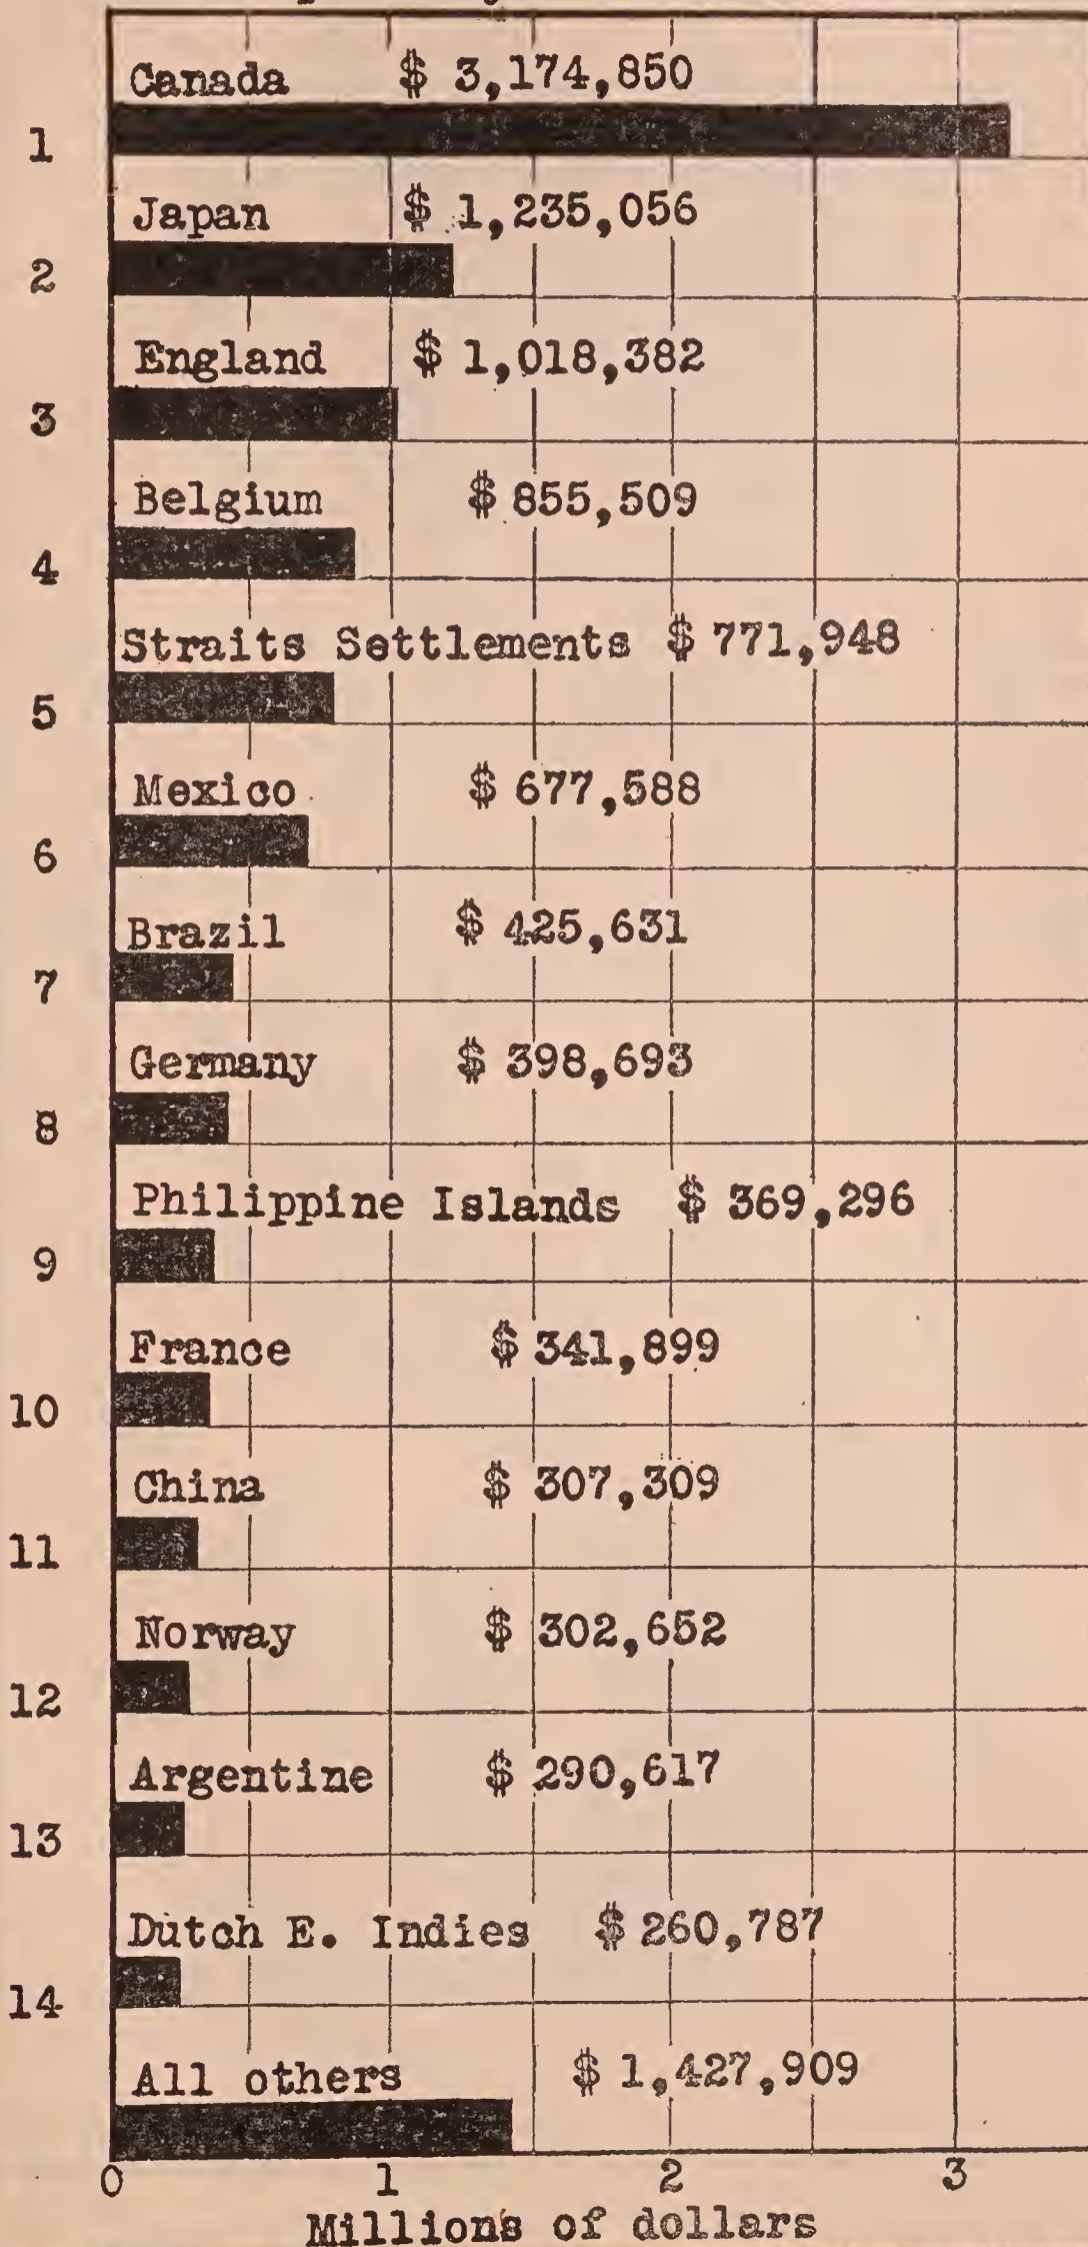 Canada $ 3,174,850
1
Japan $ 1,235,056
2
England $ 1,018,382
3
Belgium $ 855,509
4
Straits Settlements $ 771,948
5
Mexico $ 677,588
6
Brazil $ 425,631
7
Germany $ 398,693
8
Philippine Islands $ 369,296
9
France $ 341,899
10
China $ 307,309
11
Norway $ 302,652
12
Argentine $ 290,617
13
Dutch E. Indies $ 260,787
14
All others $ 1,427,909
0 1 2 3
Millions of dollars